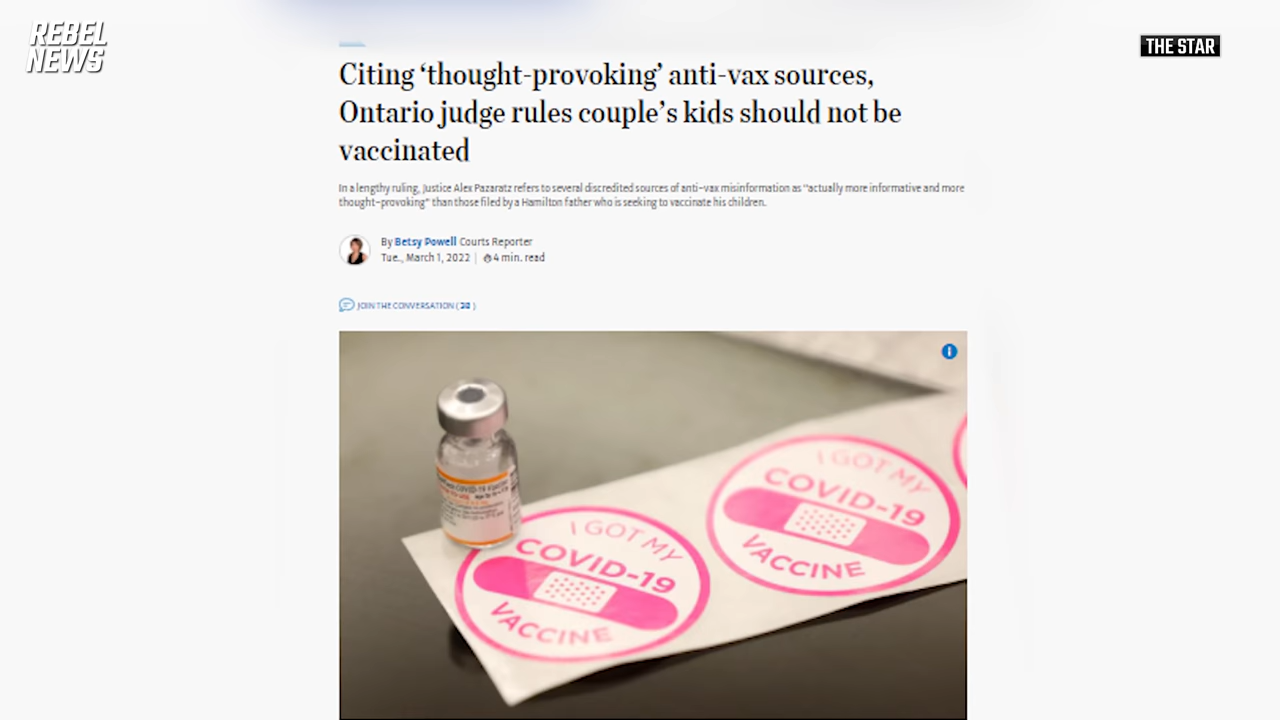 REBEL
NEWS
THE STAR
Citing ‘thought-provoking’ anti-vax sources,
Ontario judge rules couple’s kids should not be
vaccinated
In a lengthy ruling, Justice Alex Pazaratz refers to several discredited sources of anti-vax misinformation as “actually more informative and more
thought-provoking” than those filed by a Hamilton father who is seeking to vaccinate his children.
By Betsy Powell Courts Reporter
Tue., March 1, 2022 | 4 min. read
JOIN THE CONVERSATION
I GOT MY
COVID-19
VACCINE
I GOT MY
COVID-19
VACCINE